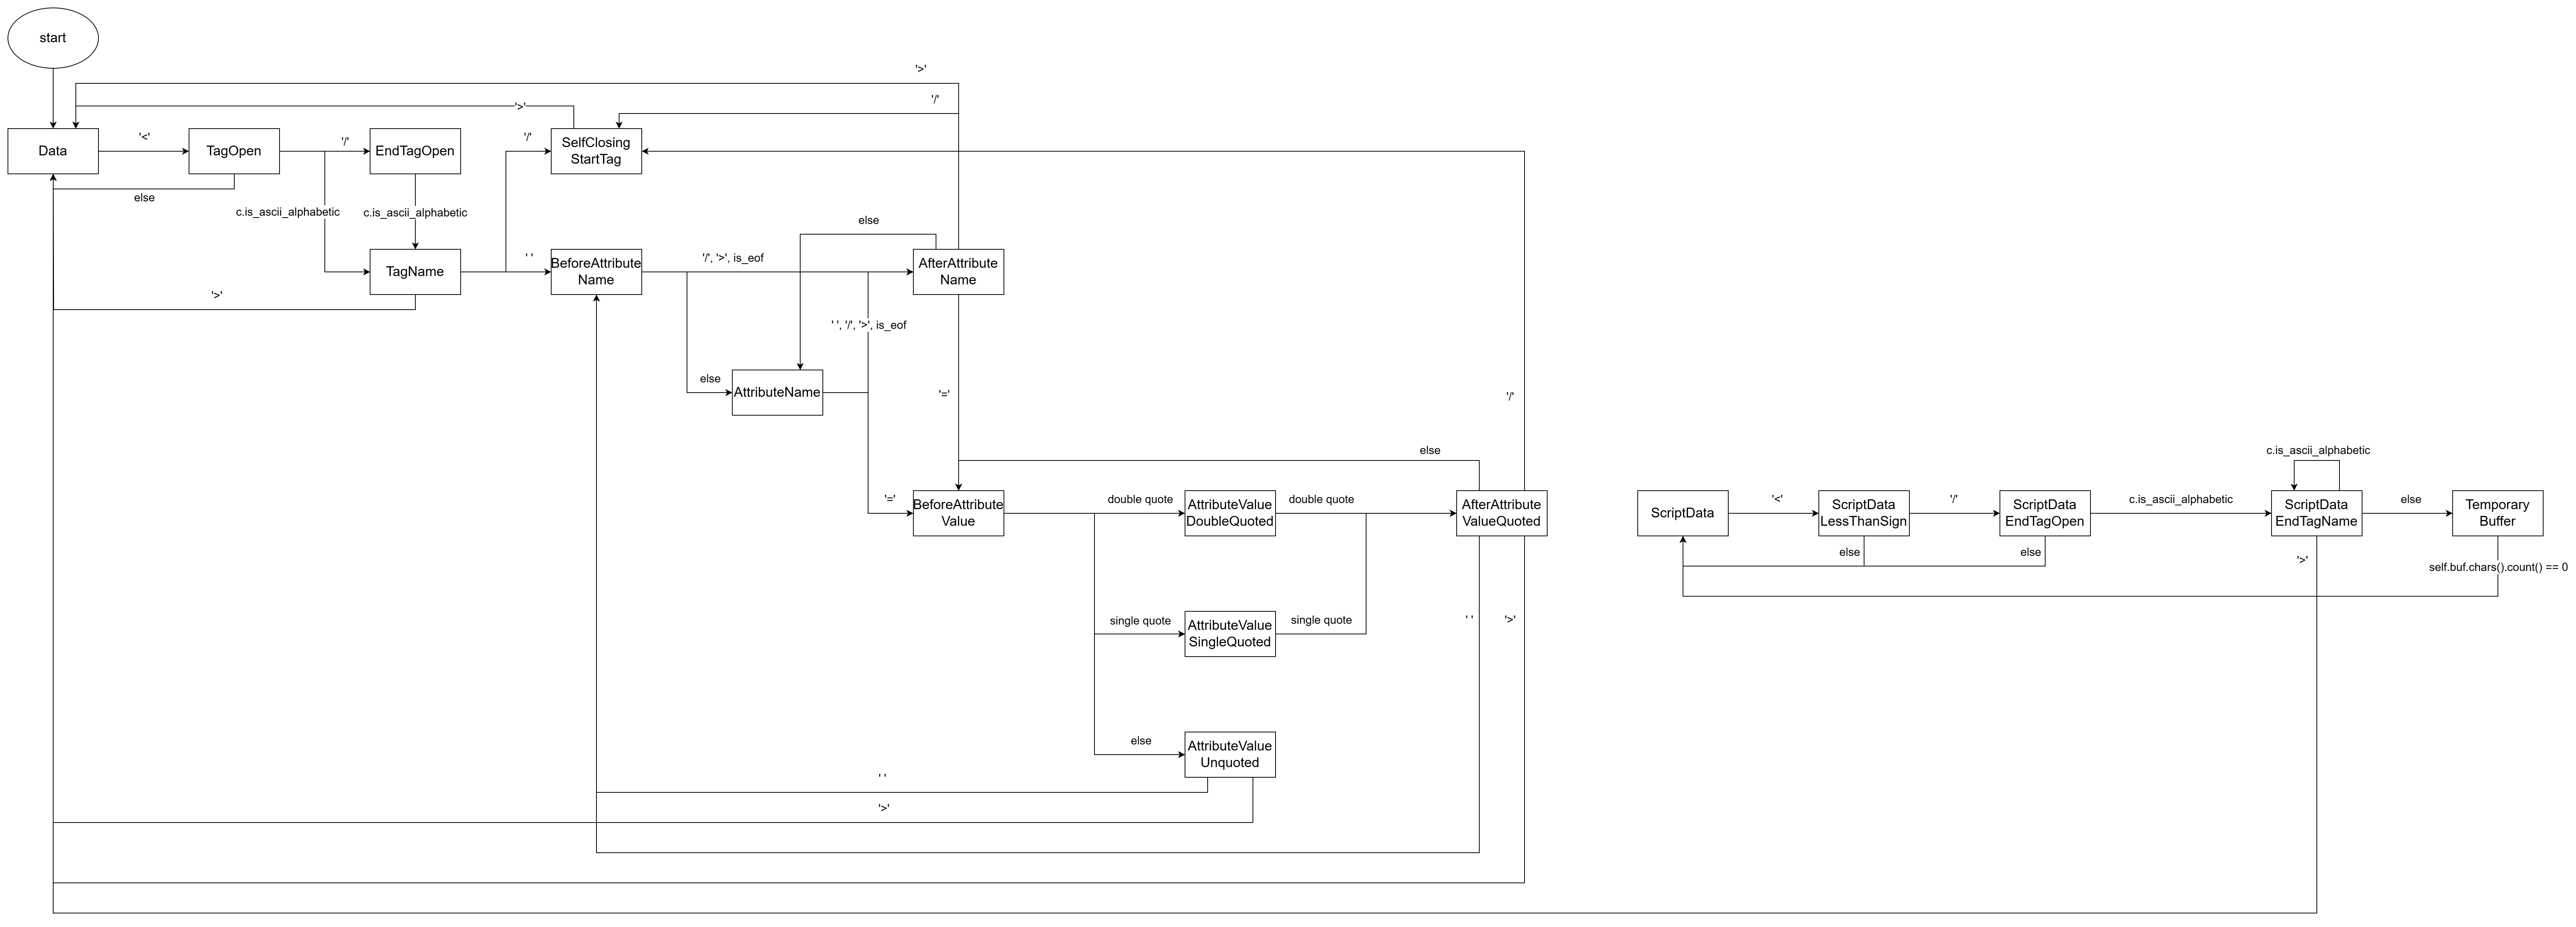 start
'>'
'/'
'>'
Data
'<'
TagOpen
'/'
EndTagOpen
'/'
SelfClosing
StartTag
else
c.is_ascii_alphabetic
c.is_ascii_alphabetic
else
TagName
' '
BeforeAttribute
Name
'/', '>', is_eof
AfterAttribute
Name
'>'
' ', '/', '>', is_eof
else
AttributeName
'='
'/'
else
'='
BeforeAttribute
Value
double quote
AttributeValue
DoubleQuoted
double quote
AfterAttribute
ValueQuoted
single quote
AttributeValue
SingleQuoted
single quote
' '
'>'
else
AttributeValue
Unquoted
' '
'>'
c.is_ascii_alphabetic
ScriptData
'<'
ScriptData
LessThanSign
'/'
ScriptData
EndTagOpen
c.is_ascii_alphabetic
ScriptData
EndTagName
else
Temporary
Buffer
else
else
'>'
self.buf.chars().count() == 0